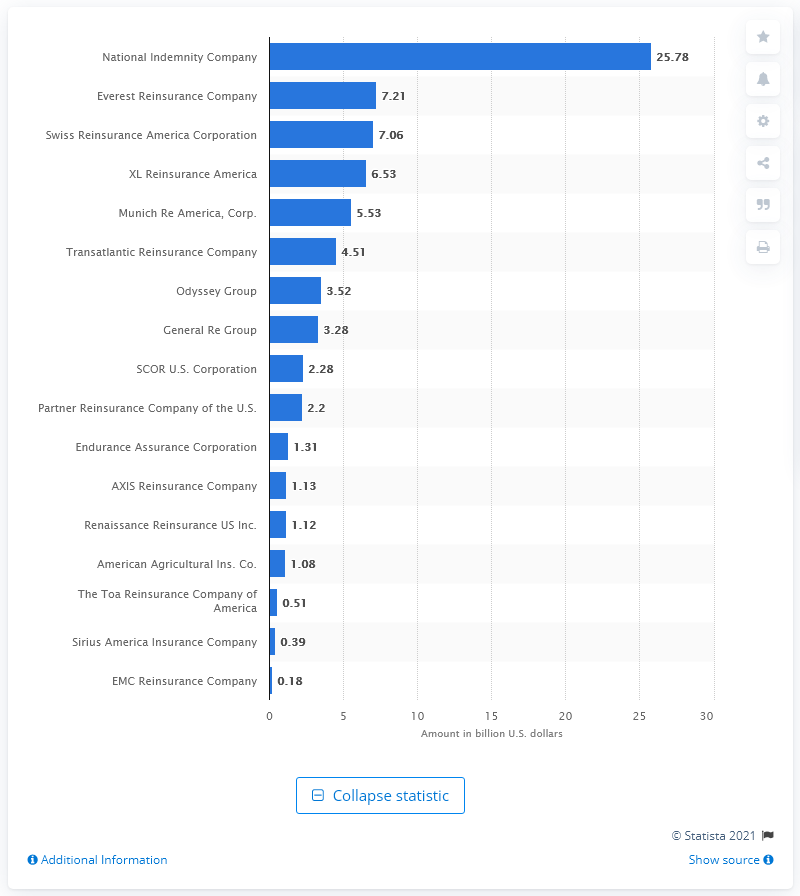 National Indemnity Company 25.78
Everest Reinsurance Company 7.21
Swiss Reinsurance America Corporation 7.06
XL Reinsurance America 6.53
Munich Re America, Corp. 5.53
Transatlantic Reinsurance Company 4.51
Odyssey Group 3.52
General Re Group 3.28
SCOR U.S. Corporation 2.28
Partner Reinsurance Company of the U.S. 2.2
Endurance Assurance Corporation 1.31
AXIS Reinsurance Company 1.13
Renaissance Reinsurance US Inc. 1.12
American Agricultural Ins. Co. 1.08
The Toa Reinsurance Company of
America 0.51
Sirius America Insurance Company 0.39
EMC Reinsurance Company 0.18
0 5 10 15 20 25 30
Amount in billion U.S. dollars
Collapse statistic
© Statista 2021
Additional Information Show source